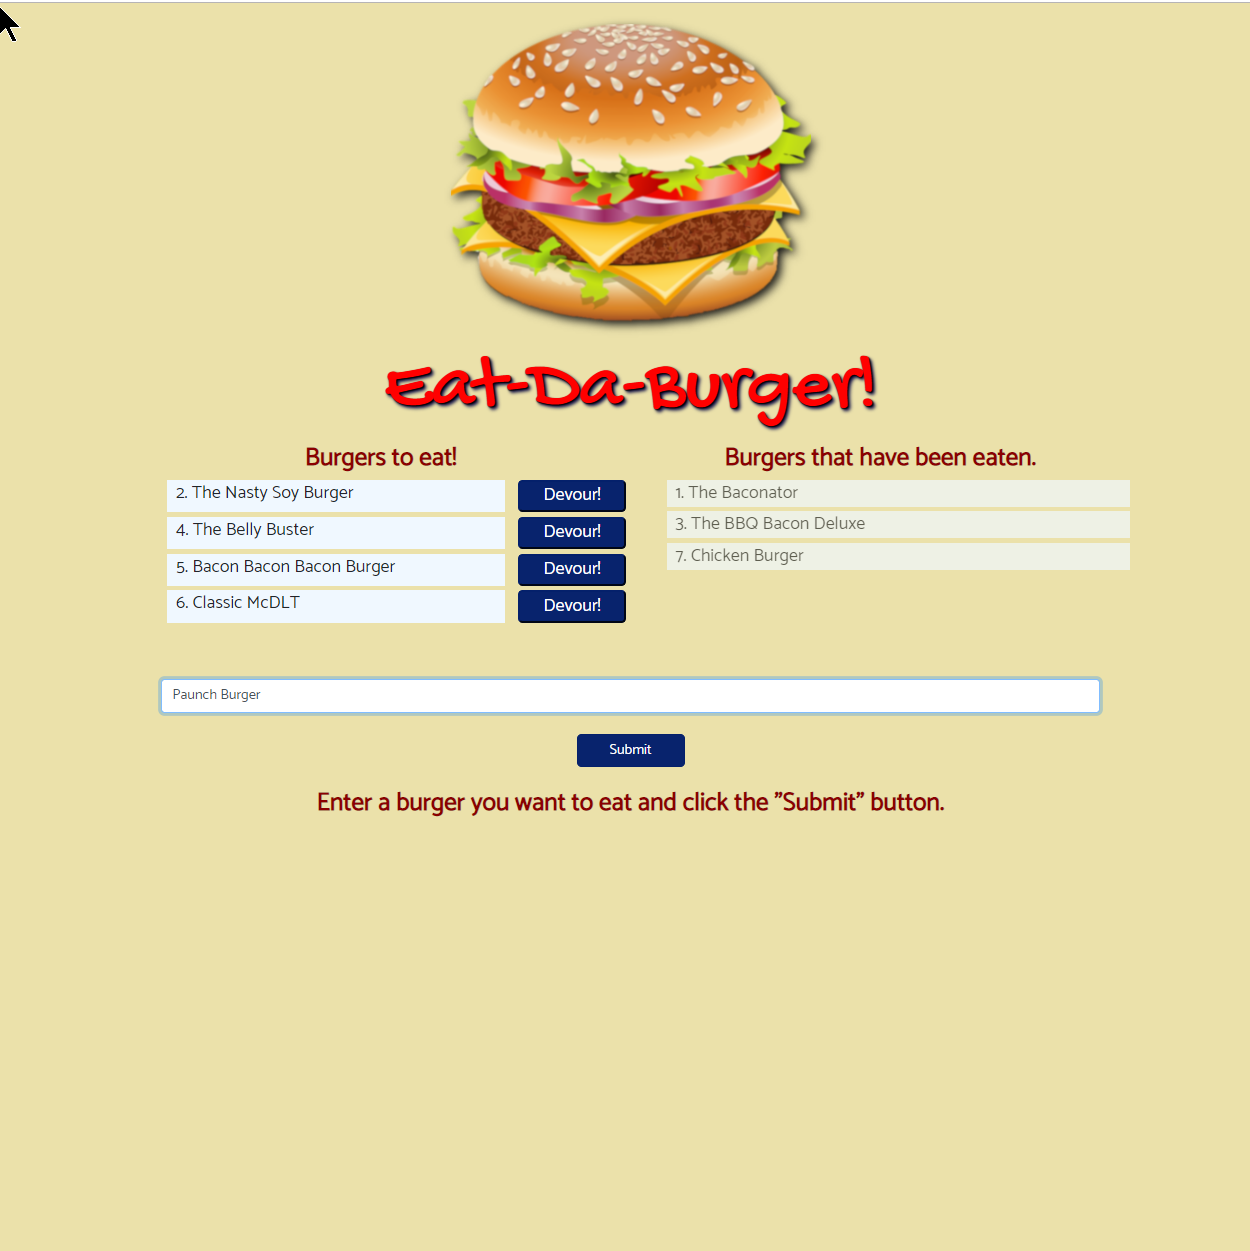 Eat-Da-Burger!
Burgers to eat!
2. The Nasty Soy Burger Devour!
4. The Belly Buster Devour!
5. Bacon Bacon Bacon Burger Devour!
6. Classic McDLT Devour!
Burgers that have been eaten.
1. The Baconator
3. The BBQ Bacon Deluxe
7. Chicken Burger
Paunch Burger
Submit
Enter a burger you want to eat and click the ”Submit” button.